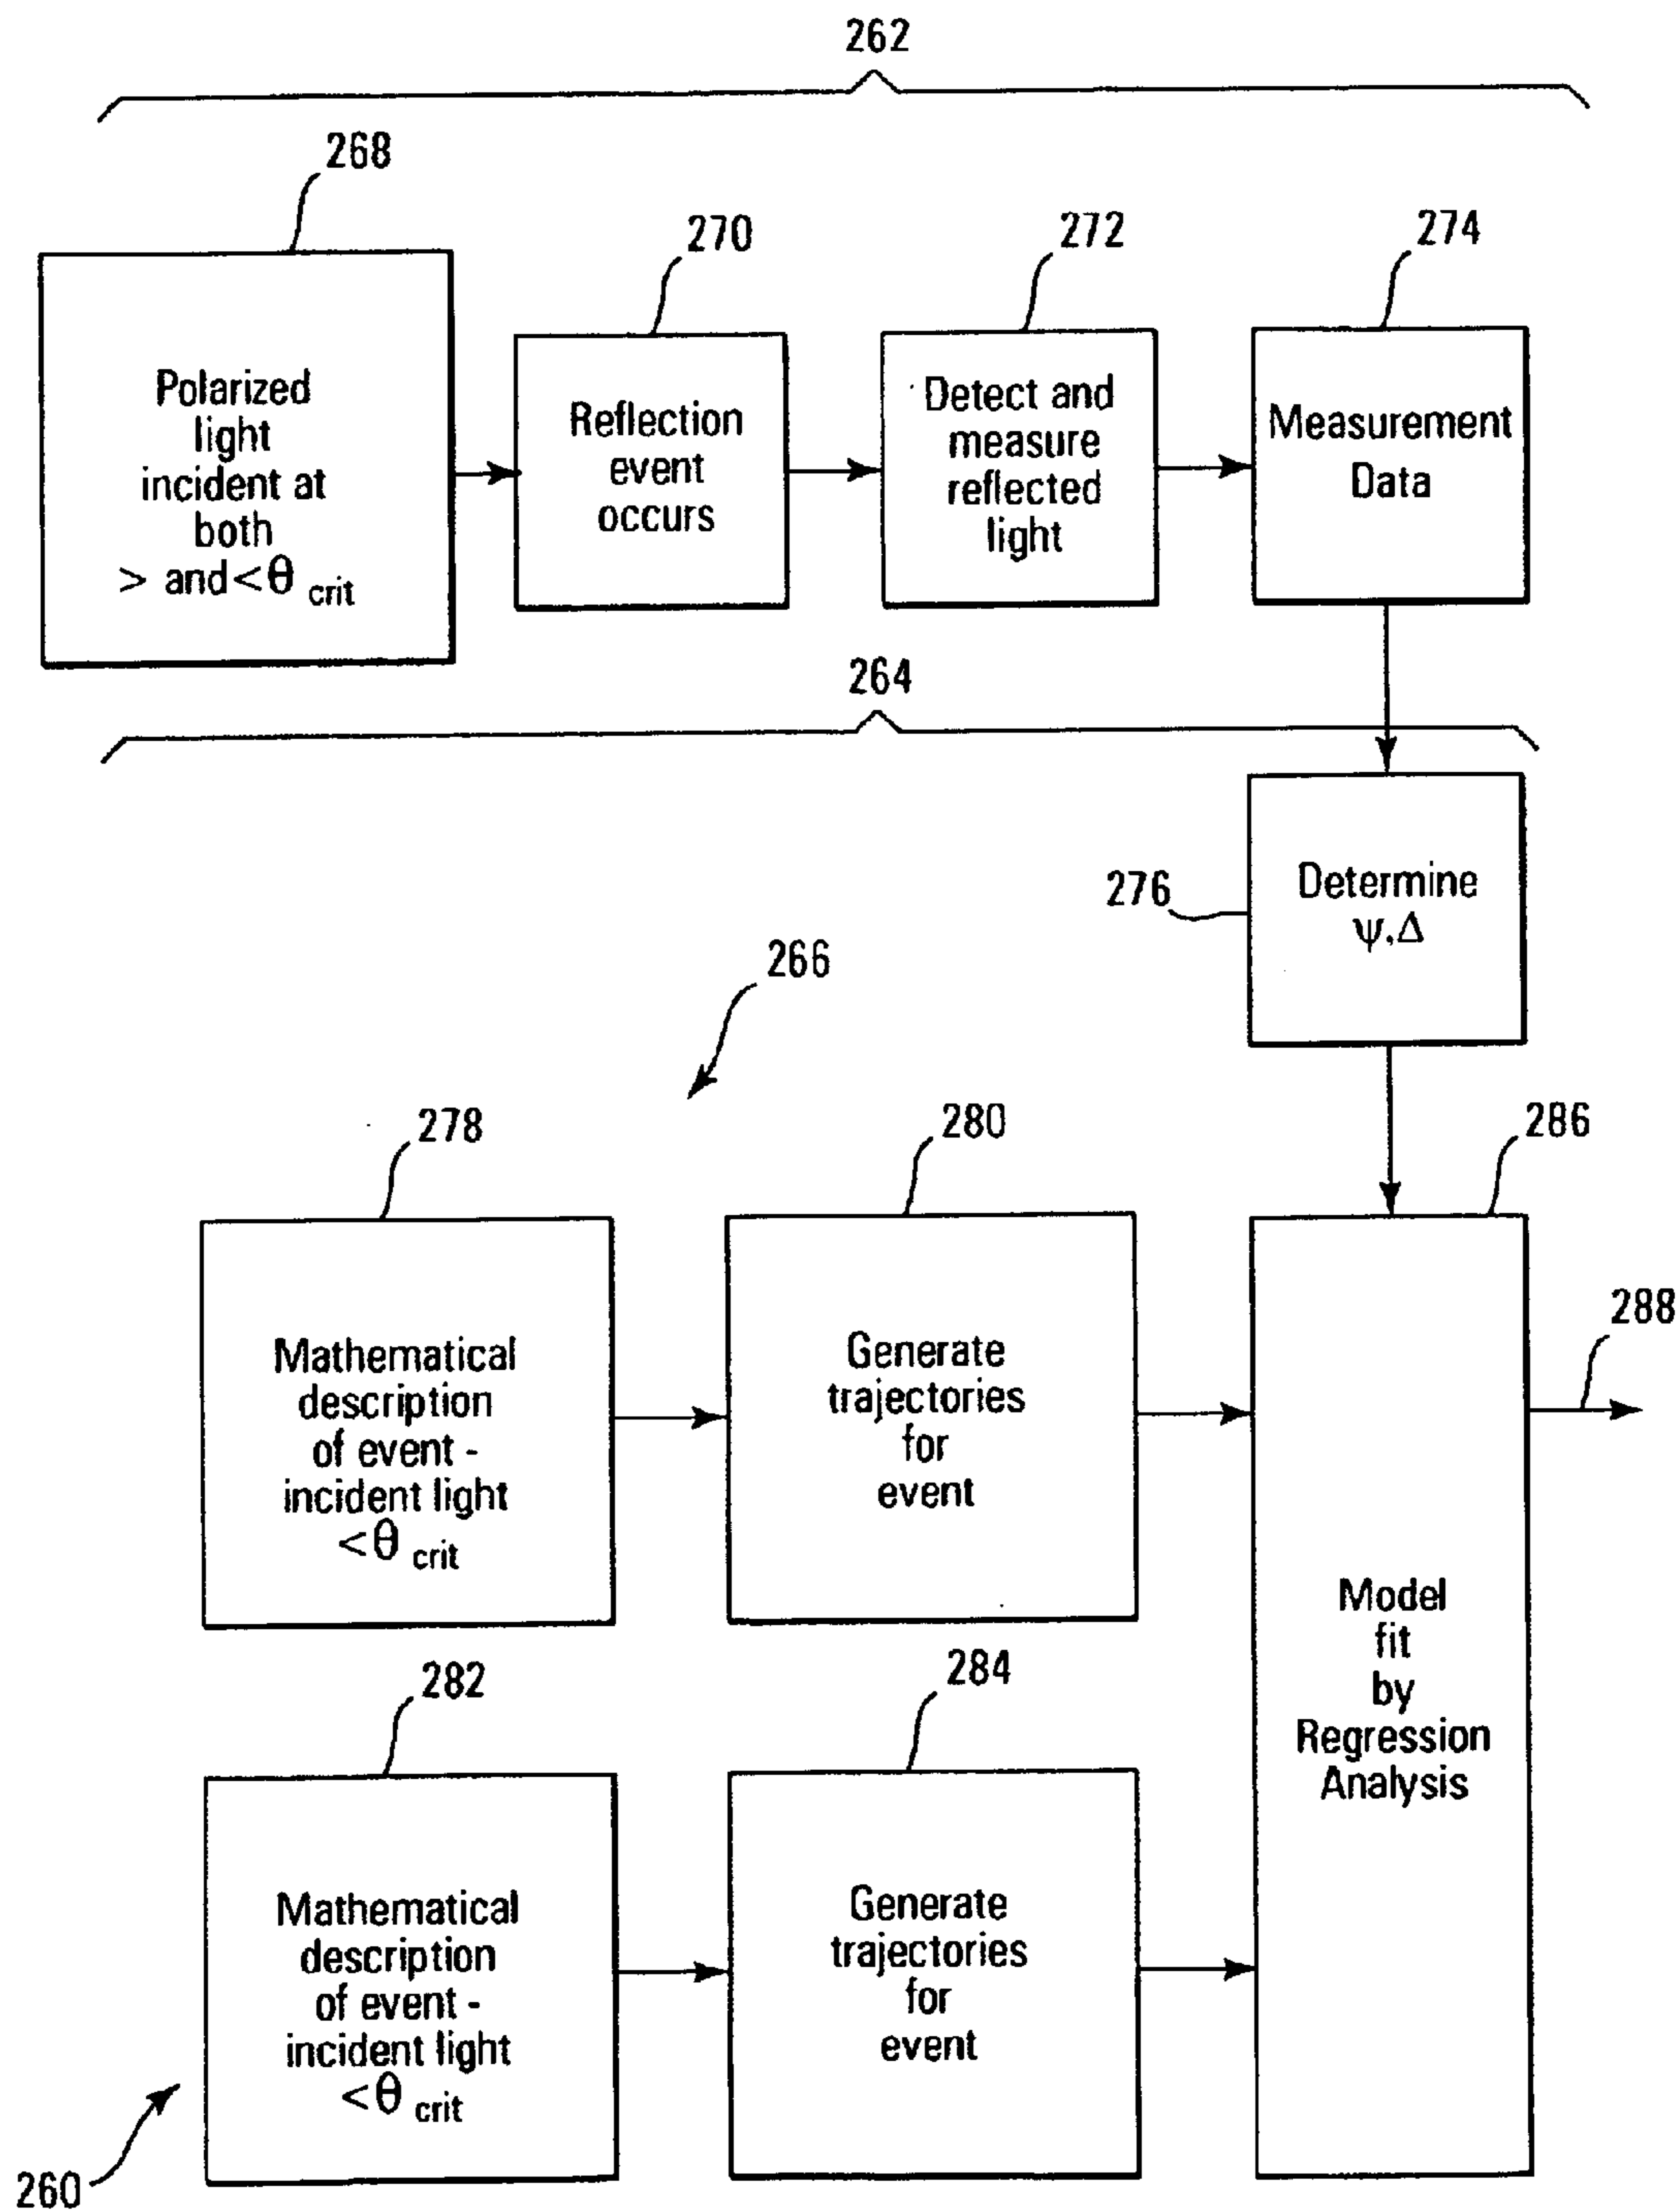 262
268
270
272
274
Polarized
light
incident at
both
> and <θ crit
Reflection
event
occurs
Detect and
measure
reflected
light
Measurement
Data
264
276
Determine
ψ,Δ
266
278
280
286
Mathematical
description
of event -
incident light
<θ crit
Generate
trajectories
for
event
288
Model
fit
by
Regression
Analysis
282
284
Mathematical
description
of event -
incident light
<θ crit
Generate
trajectories
for
event
260